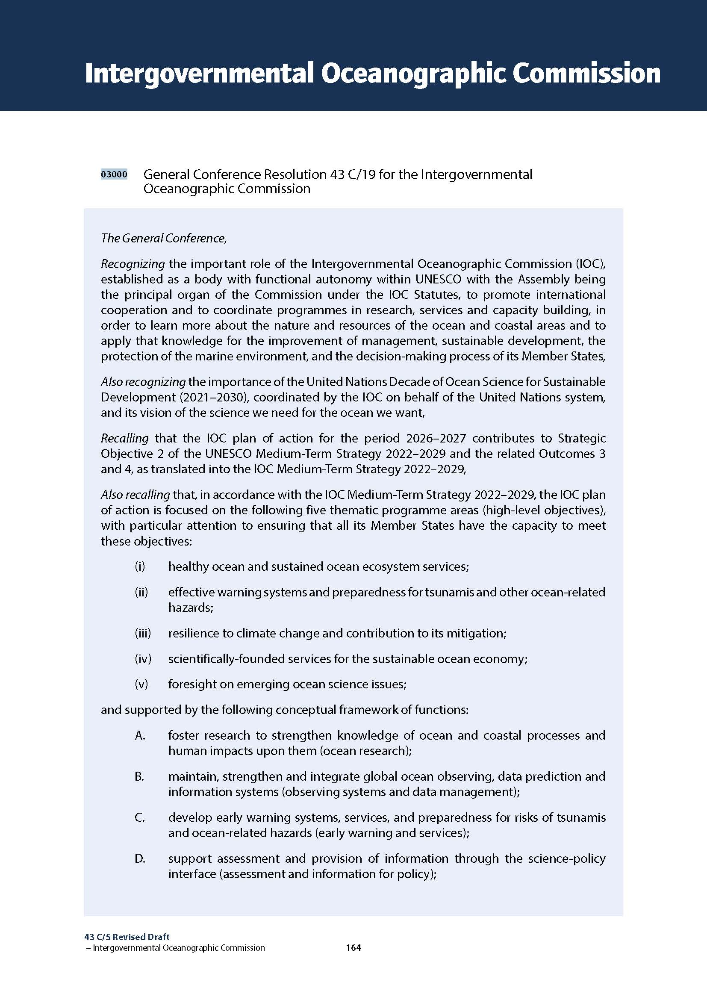 Intergovernmental Oceanographic Commission
03000 General Conference Resolution 43 C/19 for the Intergovernmental
Oceanographic Commission
The General Conference,
Recognizing the important role of the Intergovernmental Oceanographic Commission (IOC),
established as a body with functional autonomy within UNESCO with the Assembly being
the principal organ of the Commission under the IOC Statutes, to promote international
cooperation and to coordinate programmes in research, services and capacity building, in
order to learn more about the nature and resources of the ocean and coastal areas and to
apply that knowledge for the improvement of management, sustainable development, the
protection of the marine environment, and the decision-making process of its Member States,
Also recognizing the importance of the United Nations Decade of Ocean Science for Sustainable
Development (2021–2030), coordinated by the IOC on behalf of the United Nations system,
and its vision of the science we need for the ocean we want,
Recalling that the IOC plan of action for the period 2026–2027 contributes to Strategic
Objective 2 of the UNESCO Medium-Term Strategy 2022–2029 and the related Outcomes 3
and 4, as translated into the IOC Medium-Term Strategy 2022–2029,
Also recalling that, in accordance with the IOC Medium-Term Strategy 2022–2029, the IOC plan
of action is focused on the following five thematic programme areas (high-level objectives),
with particular attention to ensuring that all its Member States have the capacity to meet
these objectives:
(i) healthy ocean and sustained ocean ecosystem services;
(ii) effective warning systems and preparedness for tsunamis and other ocean-related
hazards;
(iii) resilience to climate change and contribution to its mitigation;
(iv) scientifically-founded services for the sustainable ocean economy;
(v) foresight on emerging ocean science issues;
and supported by the following conceptual framework of functions:
A. foster research to strengthen knowledge of ocean and coastal processes and
human impacts upon them (ocean research);
B. maintain, strengthen and integrate global ocean observing, data prediction and
information systems (observing systems and data management);
C. develop early warning systems, services, and preparedness for risks of tsunamis
and ocean-related hazards (early warning and services);
D. support assessment and provision of information through the science-policy
interface (assessment and information for policy);
43 C/5 Revised Draft
– Intergovernmental Oceanographic Commission 164